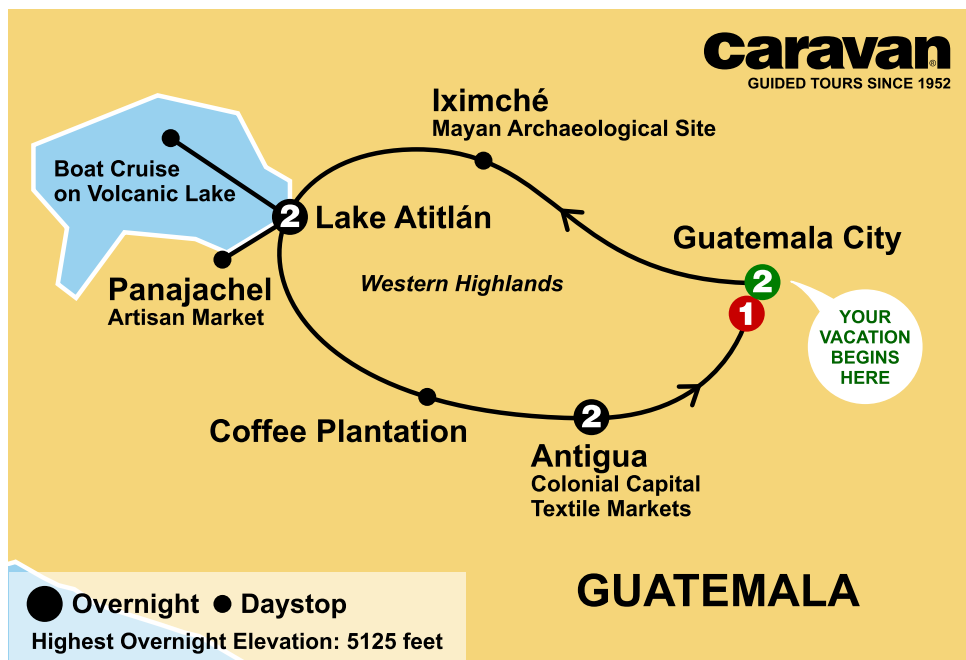 caravan®
GUIDED TOURS SINCE 1952
Iximché
Mayan Archaeological Site
Boat Cruise
on Volcanic Lake
2
Lake Atitlán
Guatemala City
2
1
YOUR
VACATION
BEGINS
HERE
Western Highlands
Panajachel
Artisan Market
Coffee Plantation
2
Antigua
Colonial Capital
Textile Markets
GUATEMALA
Overnight Daystop
Highest Overnight Elevation: 5125 feet